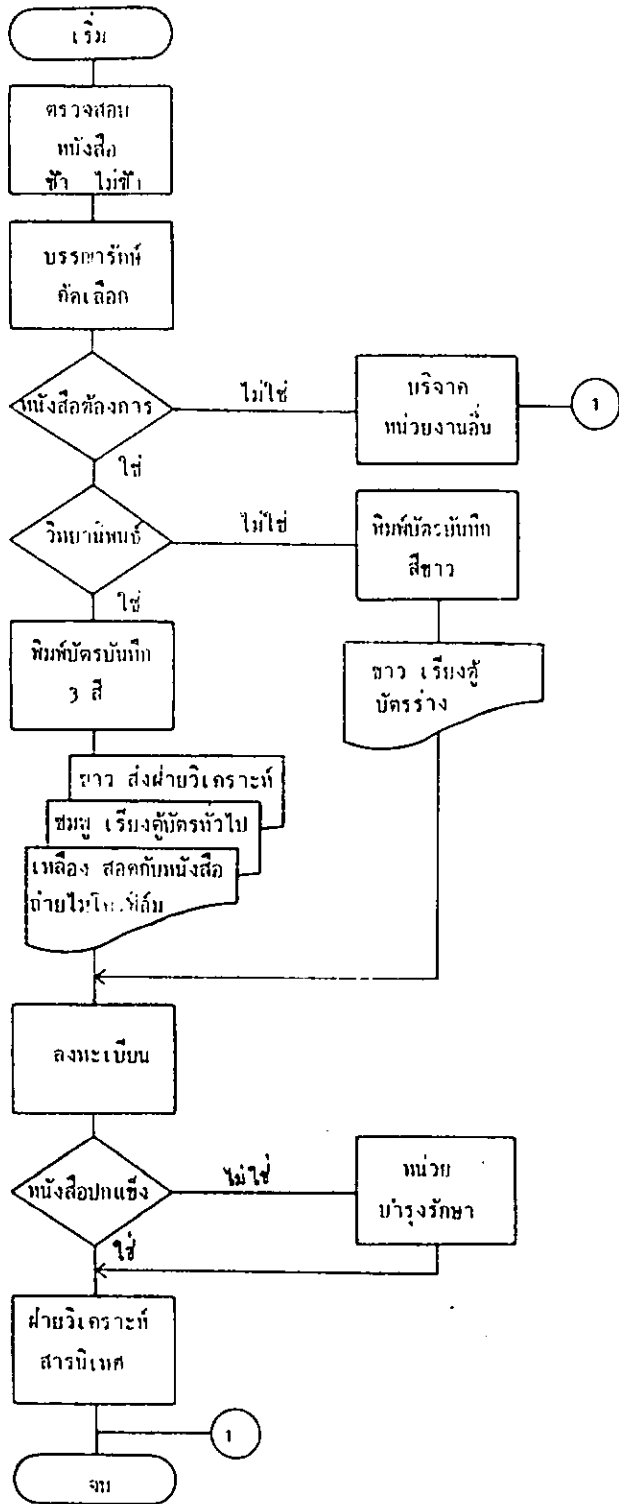 เริ่ม
ตรวจสอบ
หนังสือ
ซ้ำ ไม่ซ้ำ
บรรณารักษ์
คัดเลือก
หนังสือต้องการ
ไม่ใช่
บริจาค
หน่วยงานอื่น
1
ใช่
วิทยานิพนธ์
ไม่ใช่
พิมพ์บัตรบันทึก
สีขาว
ใช่
พิมพ์บัตรบันทึก
3 สี
ขาว เรียงตู้
บัตรร่าง
ขาว ส่งฝ่ายวิเคราะห์
ชมพู เรียงตู้บัตรทั่วไป
เหลือง สอดกับหนังสือ
ถ่ายไมโครฟิล์ม
ลงทะเบียน
หนังสือปกแข็ง
ไม่ใช่
หน่วย
บำรุงรักษา
ใช่
ฝ่ายวิเคราะห์
สารนิเทศ
1
จบ